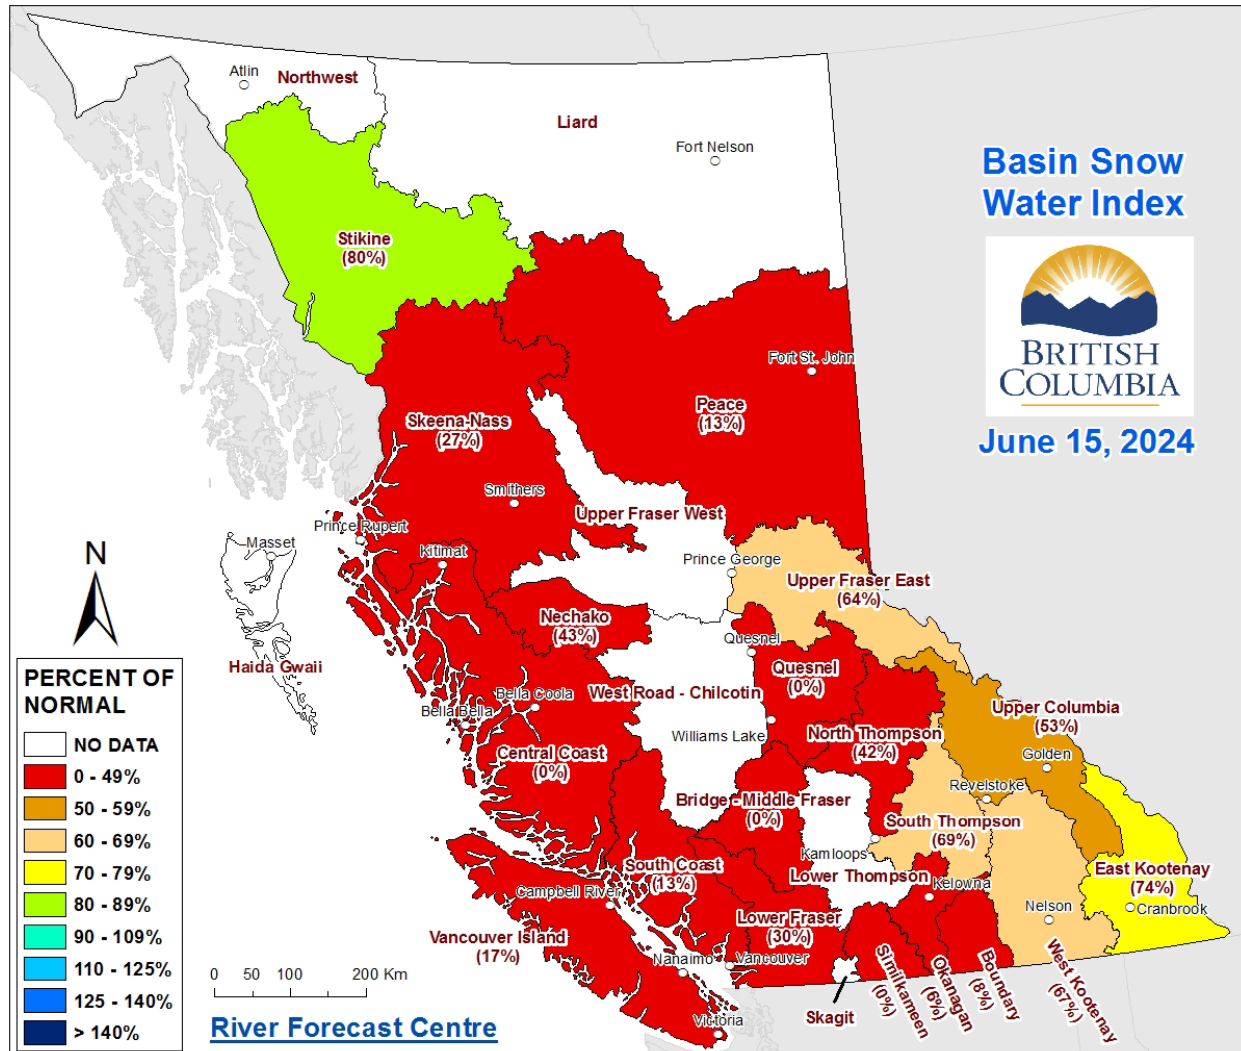 Atlin
Northwest
Liard
Fort Nelson
Basin Snow
Water Index
Stikine
(80%)
BRITISH
COLUMBIA
June 15, 2024
Fort St. John
Peace
(13%)
Skeena-Nass
(27%)
Smithers
Upper Fraser West
Prince Rupert
Masset
Kitimat
Prince George
Upper Fraser East
(64%)
N
Nechako
(43%)
Quesnel
Quesnel
(0%)
Haida Gwaii
West Road - Chilcotin
Bella Coola
Bella Bella
Williams Lake
North Thompson
(42%)
Upper Columbia
(53%)
Golden
Central Coast
(0%)
Revelstoke
Bridge - Middle Fraser
(0%)
South Thompson
(69%)
Kamloops
Lower Thompson
South Coast
(13%)
Campbell River
Kelowna
East Kootenay
(74%)
Cranbrook
Nelson
Lower Fraser
(30%)
Vancouver Island
(17%)
Nanaimo
Vancouver
Victoria
Skagit
Similkameen
(0%)
Okanagan
(6%)
Boundary
(8%)
West Kootenay
(67%)
PERCENT OF
NORMAL
NO DATA
0 - 49%
50 - 59%
60 - 69%
70 - 79%
80 - 89%
90 - 109%
110 - 125%
125 - 140%
> 140%
0 50 100 200 Km
River Forecast Centre